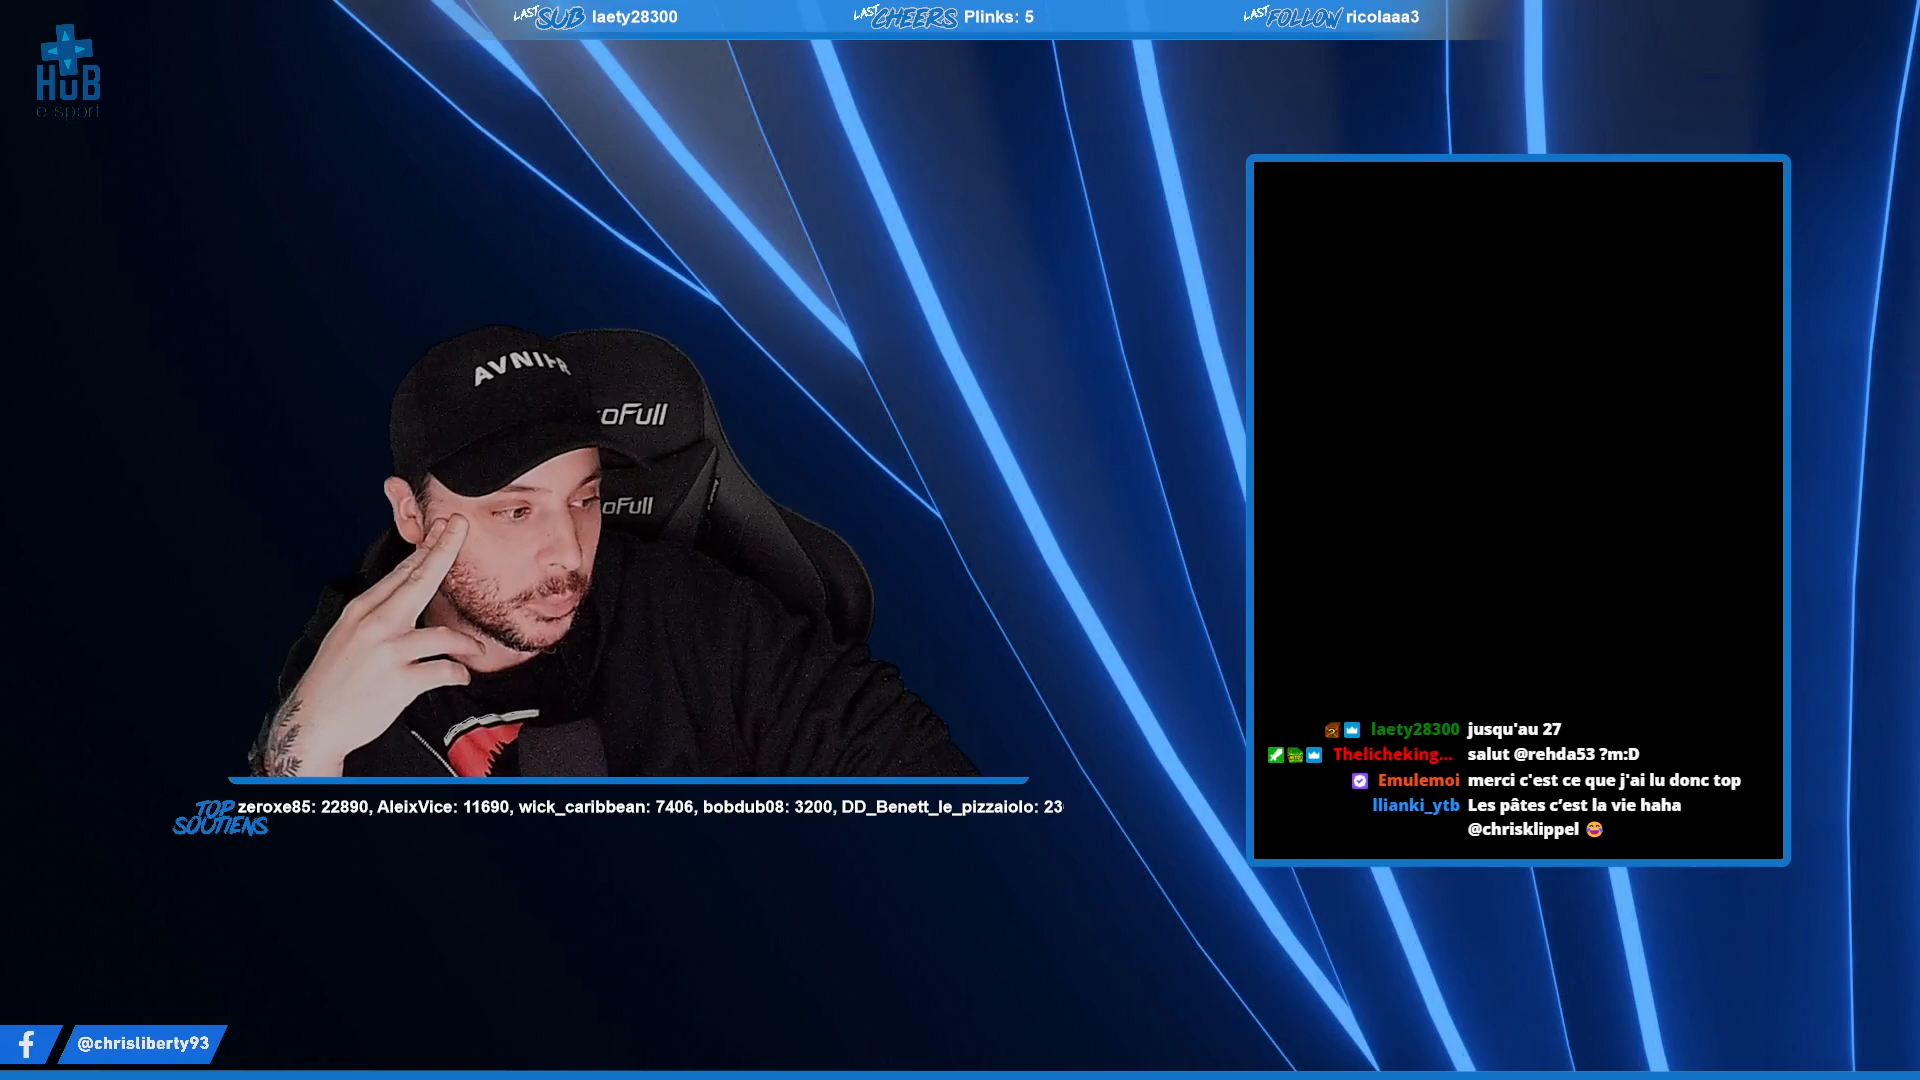 LAST SUB laety28300
LAST CHEERS Plinks: 5
LAST FOLLOW ricolaaa3
HUB
e-sport
AVNIER
oFull
oFull
laety28300 jusqu'au 27
Thelicheking... salut @rehda53 ?m:D
Emulemoi merci c'est ce que j'ai lu donc top
llianki_ytb Les pâtes c’est la vie haha
@chrisklippel 😂
TOP SOUTIENS
zeroxe85: 22890, AleixVice: 11690, wick_caribbean: 7406, bobdub08: 3200, DD_Benett_le_pizzaiolo: 23
@chrisliberty93